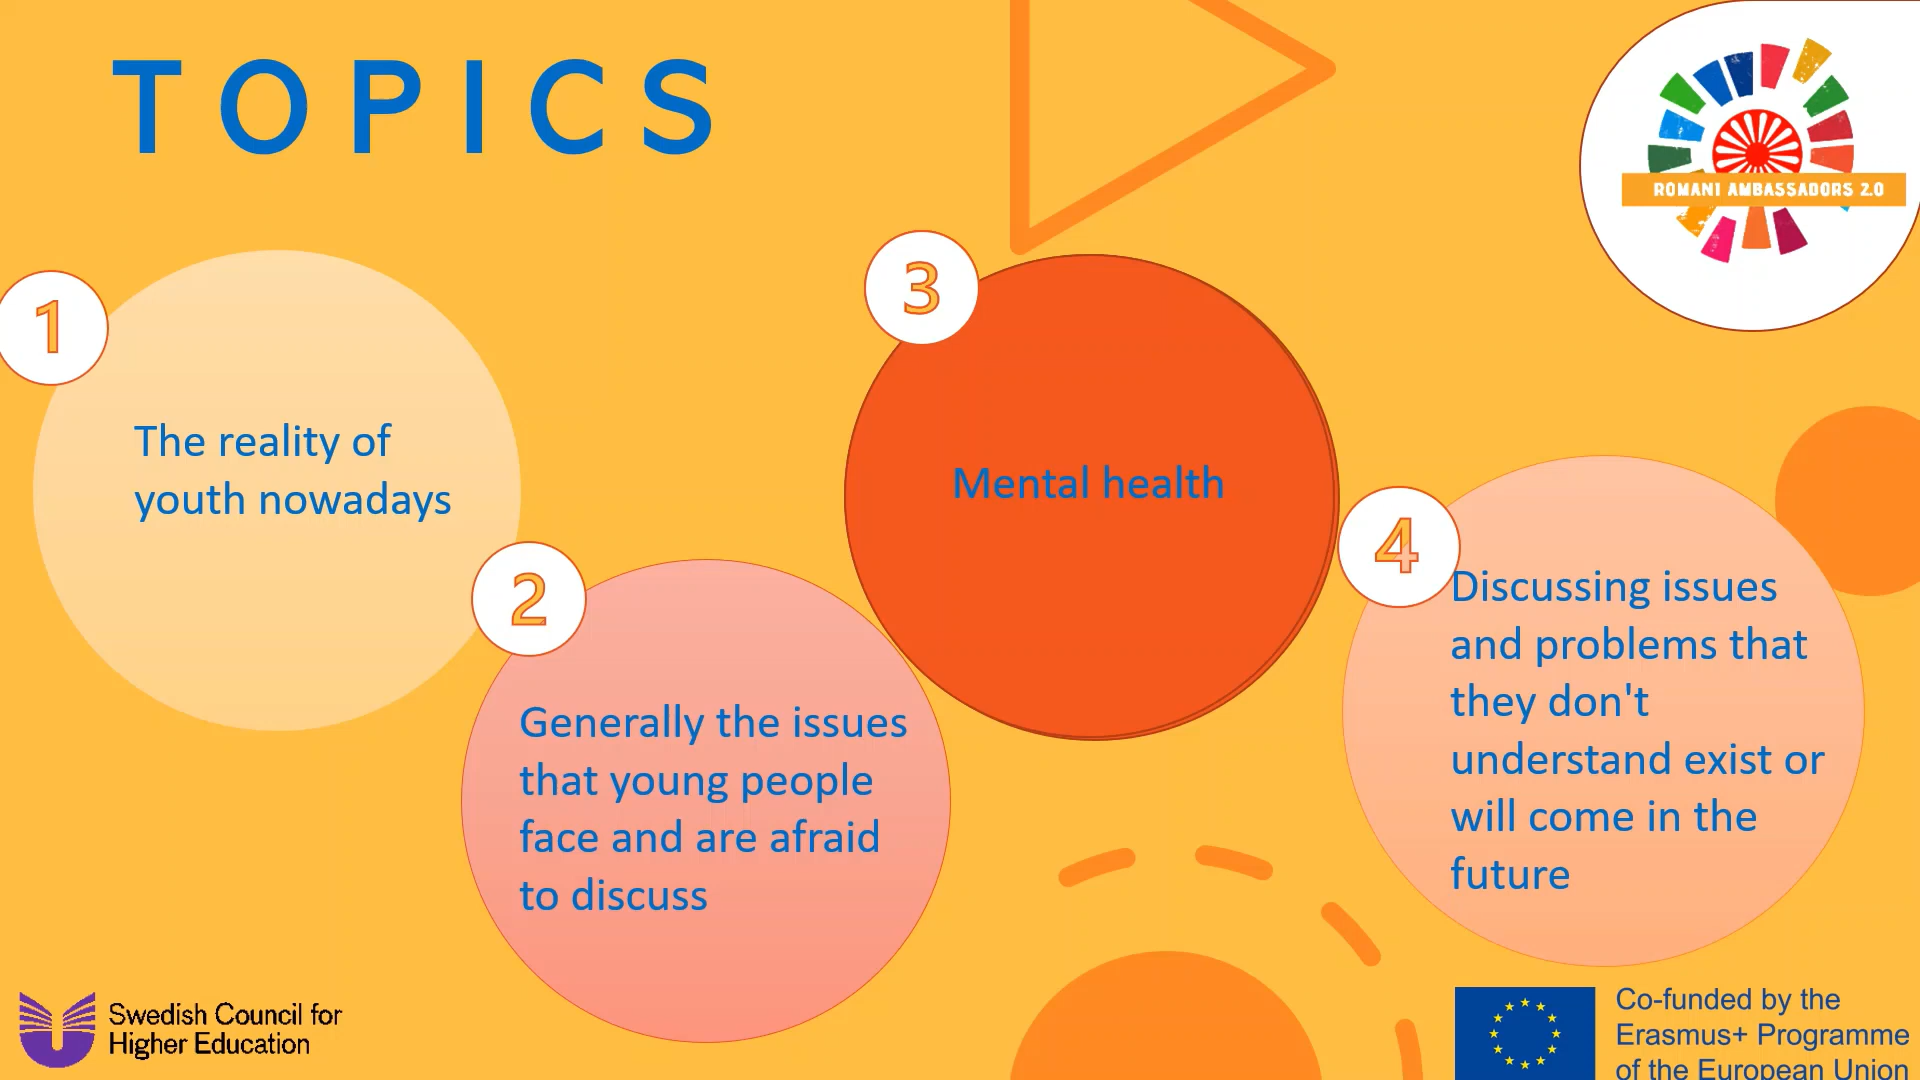 TOPICS
ROMANI AMBASSADORS 2.0
1
The reality of
youth nowadays
2
Generally the issues
that young people
face and are afraid
to discuss
3
Mental health
4
Discussing issues
and problems that
they don't
understand exist or
will come in the
future
Swedish Council for
Higher Education
Co-funded by the
Erasmus+ Programme
of the European Union